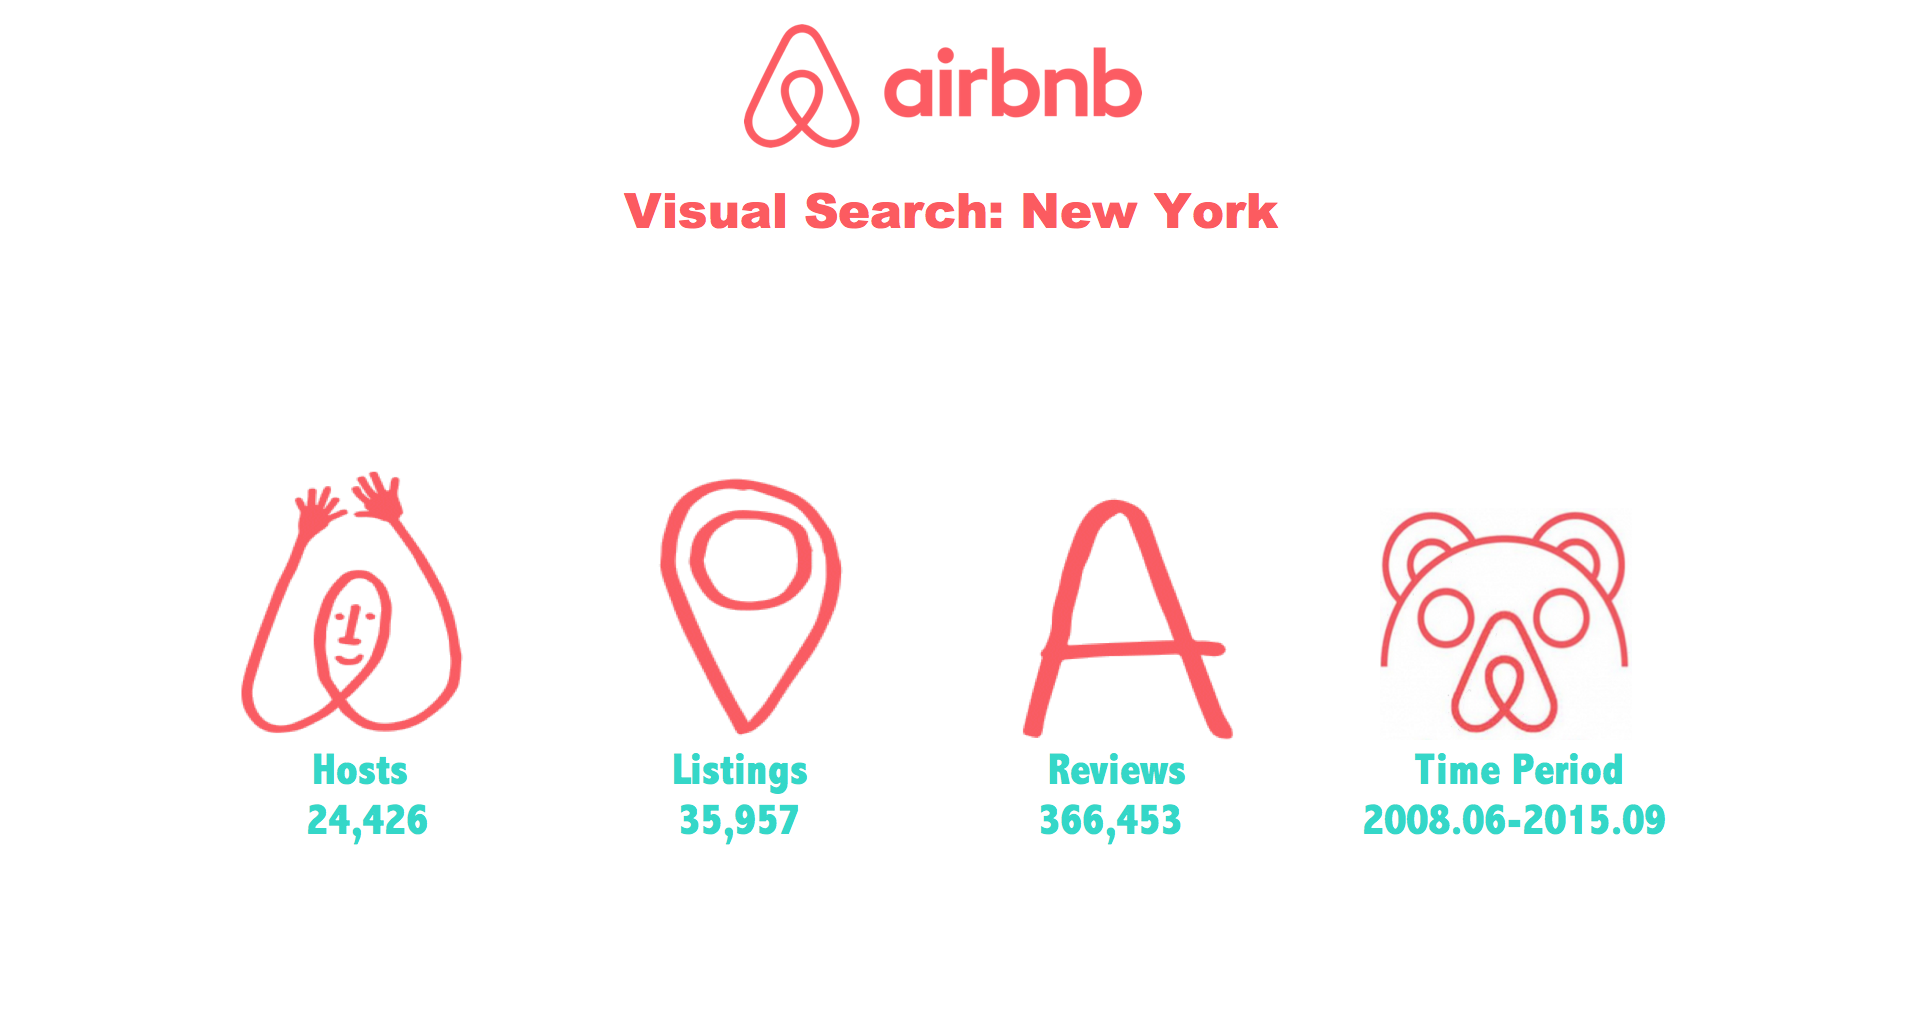 airbnb
Visual Search: New York
Hosts
24,426
Listings
35,957
Reviews
366,453
Time Period
2008.06-2015.09